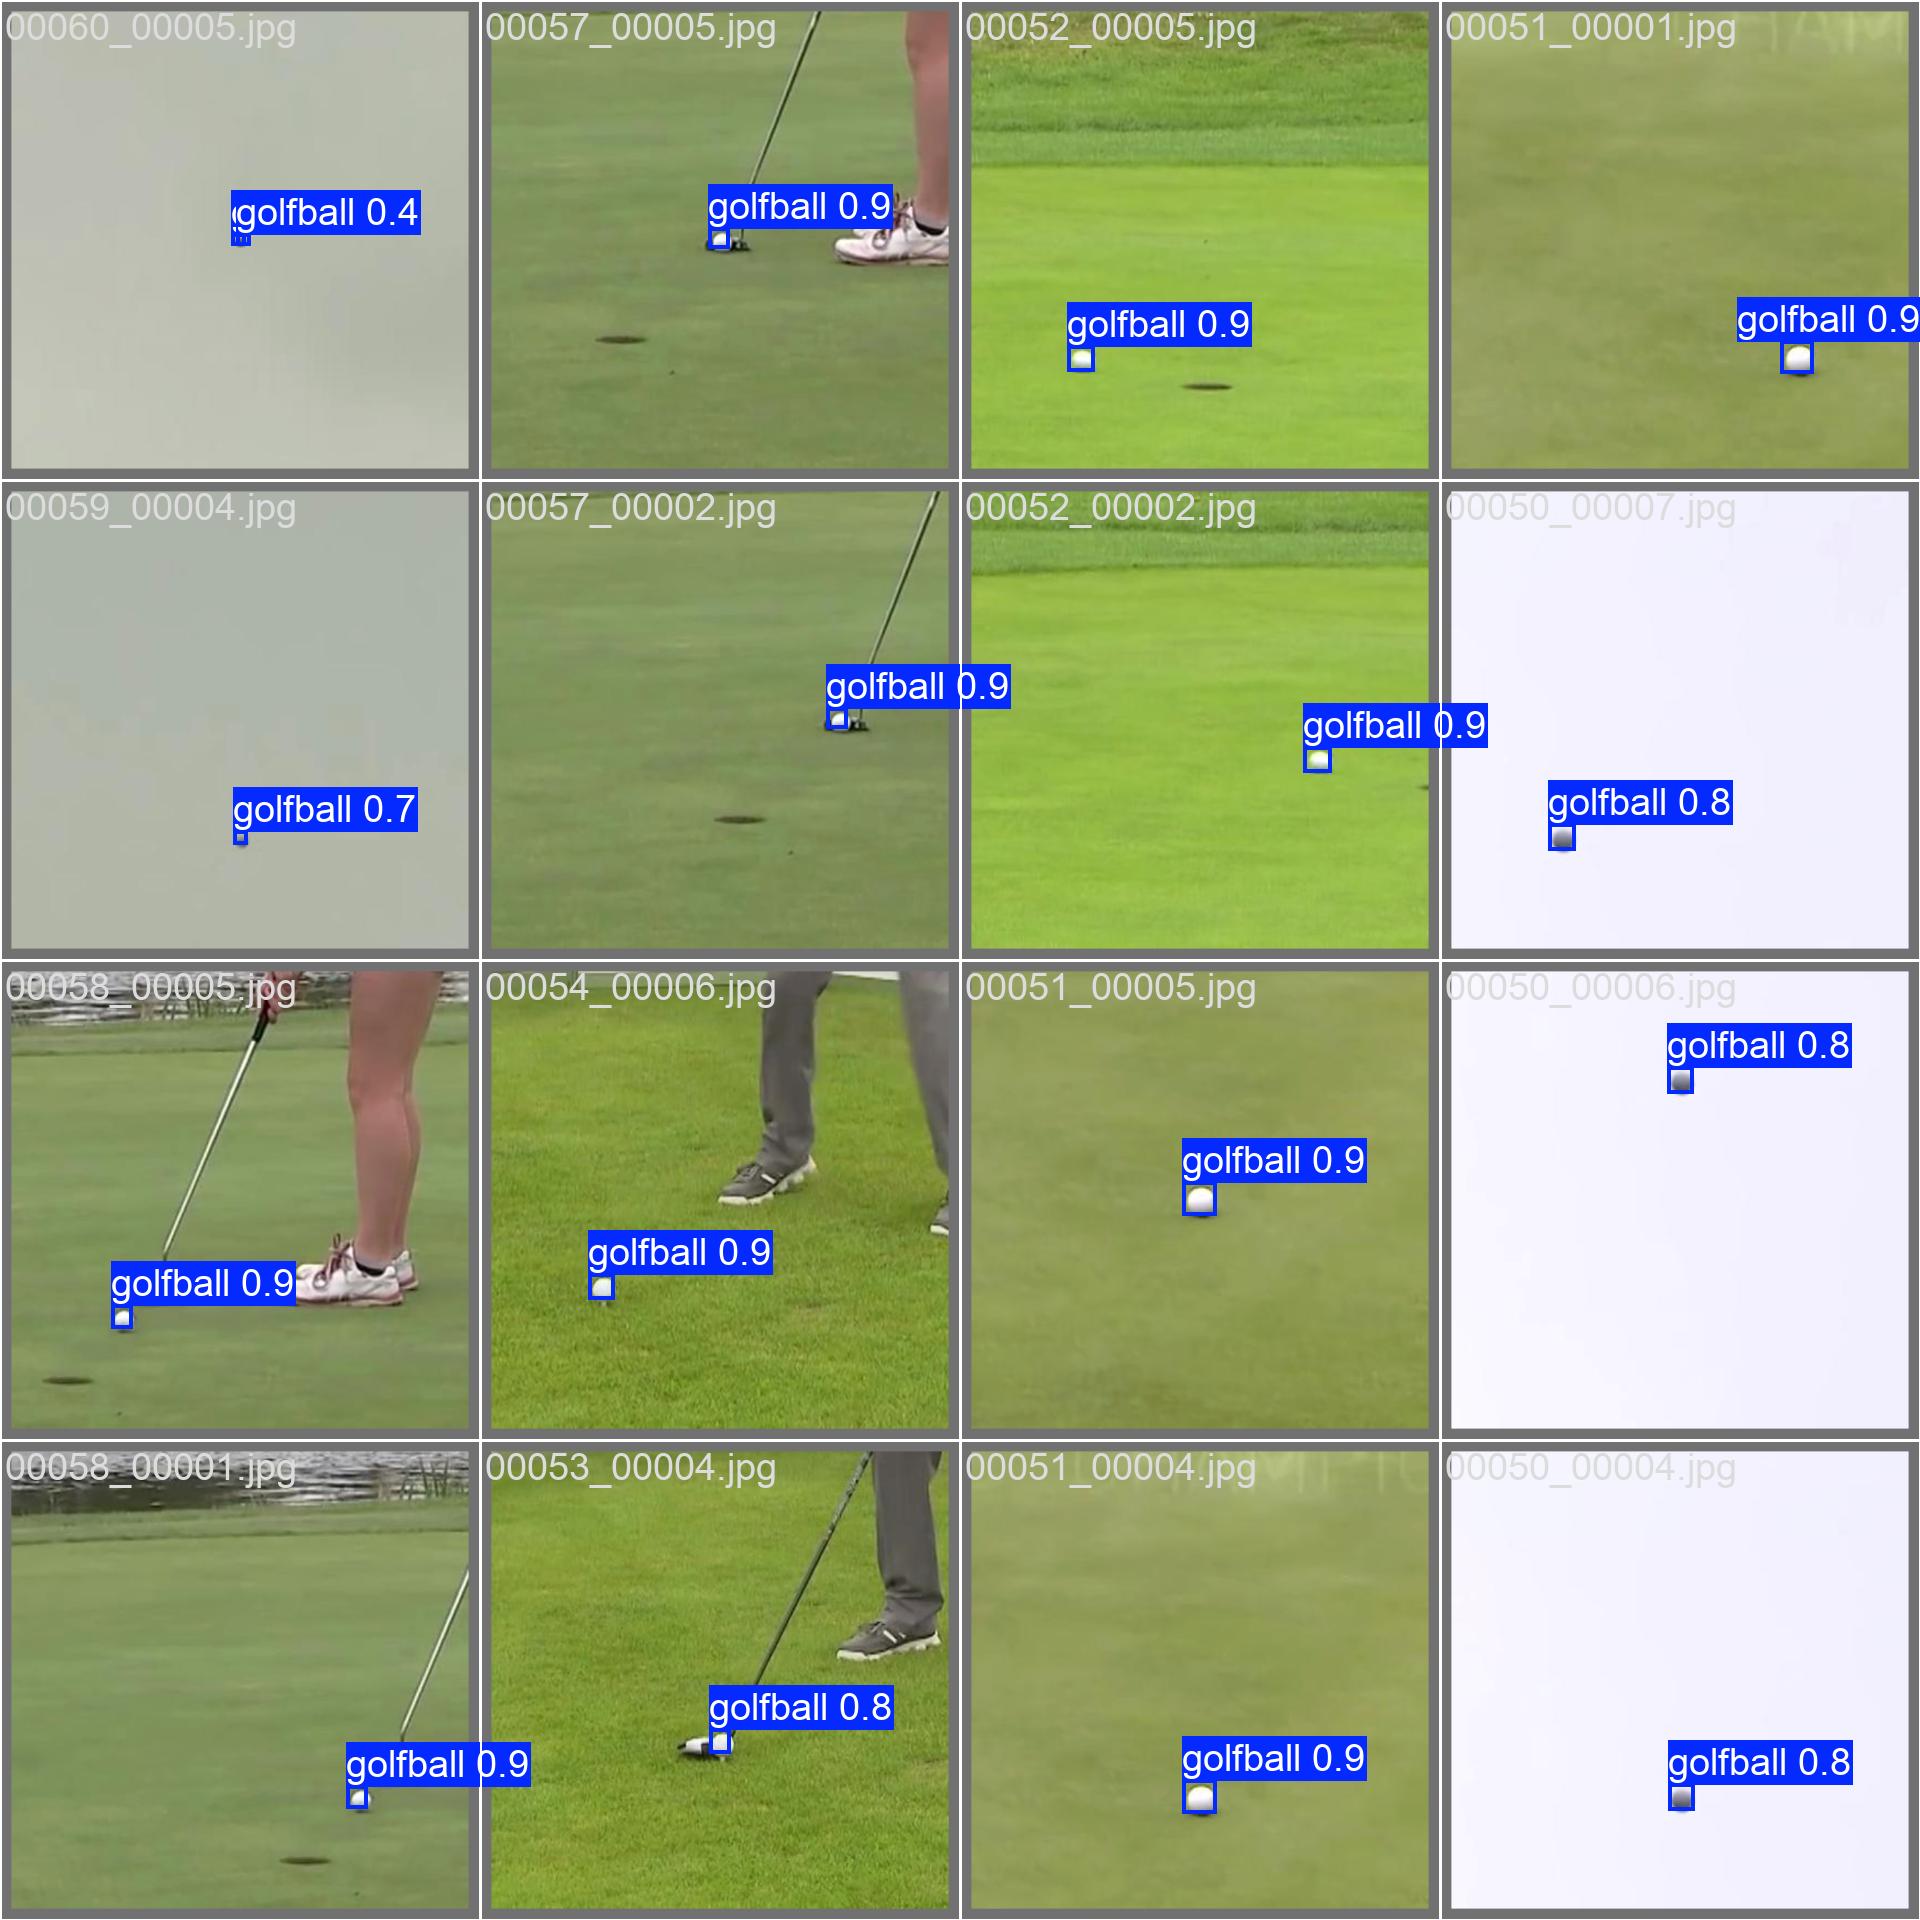 00060_00005.jpg
golfball 0.4
00057_00005.jpg
golfball 0.9
00052_00005.jpg
golfball 0.9
00051_00001.jpg
HAM
golfball 0.9
00059_00004.jpg
golfball 0.7
00057_00002.jpg
golfball 0.9
00052_00002.jpg
golfball 0.9
00050_00007.jpg
golfball 0.8
00058_00005.jpg
golfball 0.9
00054_00006.jpg
golfball 0.9
00051_00005.jpg
golfball 0.9
00050_00006.jpg
golfball 0.8
00058_00001.jpg
golfball 0.9
00053_00004.jpg
golfball 0.8
00051_00004.jpg
golfball 0.9
00050_00004.jpg
golfball 0.8